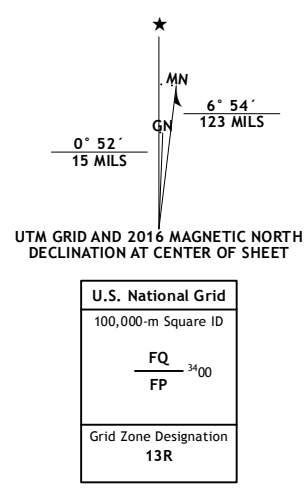 ★
MN
GN
6° 54´
123 MILS
0° 52´
15 MILS
UTM GRID AND 2016 MAGNETIC NORTH
DECLINATION AT CENTER OF SHEET
U.S. National Grid
100,000-m Square ID
FQ
³⁴00
FP
Grid Zone Designation
13R